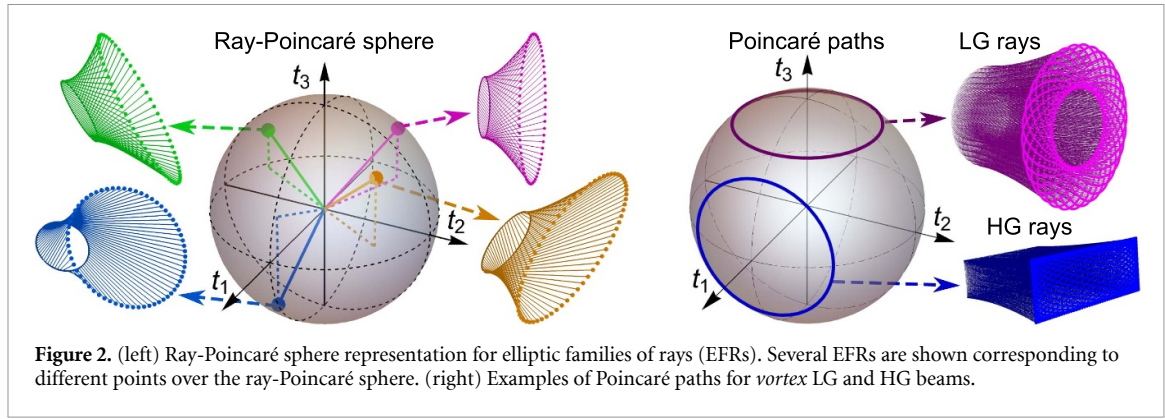 Ray-Poincaré sphere
t3
t2
t1
Poincaré paths
t3
t2
t1
LG rays
HG rays
Figure 2. (left) Ray-Poincaré sphere representation for elliptic families of rays (EFRs). Several EFRs are shown corresponding to
different points over the ray-Poincaré sphere. (right) Examples of Poincaré paths for vortex LG and HG beams.